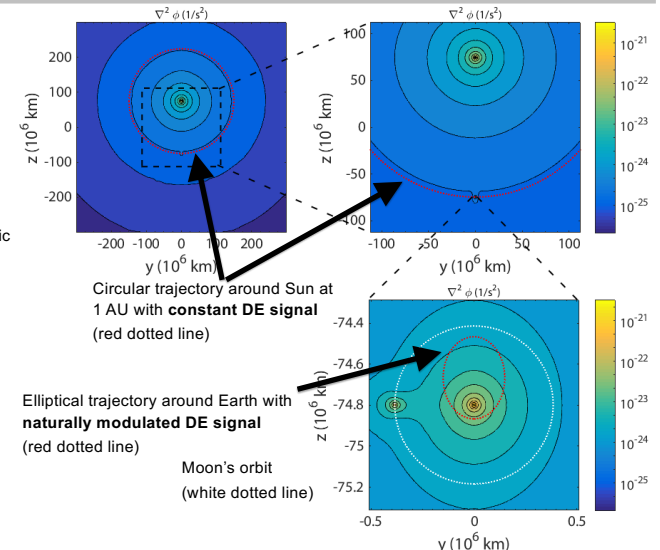 ∇² ϕ (1/s²)
∇² ϕ (1/s²)
z (10⁶ km)
300
200
100
0
-100
-200
-200 -100 0 100 200
y (10⁶ km)
z (10⁶ km)
100
50
0
-50
-100 -50 0 50 100
y (10⁶ km)
10⁻²¹
10⁻²²
10⁻²³
10⁻²⁴
10⁻²⁵
ic
Circular trajectory around Sun at
1 AU with constant DE signal
(red dotted line)
∇² ϕ (1/s²)
z (10⁶ km)
-74.4
-74.6
-74.8
-75
-75.2
-0.5 0 0.5
y (10⁶ km)
10⁻²¹
10⁻²²
10⁻²³
10⁻²⁴
10⁻²⁵
Elliptical trajectory around Earth with
naturally modulated DE signal
(red dotted line)
Moon's orbit
(white dotted line)